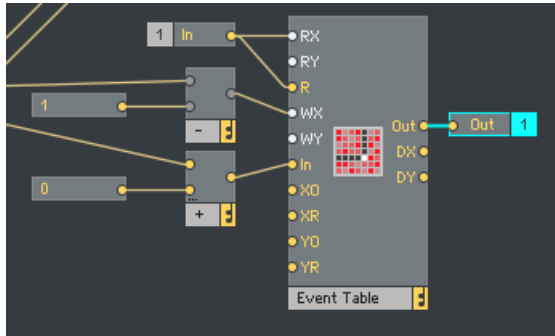 1 In
RX
RY
R
WX
1
WY
Out
Out 1
-
In
DX
XO
DY
0
XR
...
+
YO
YR
Event Table